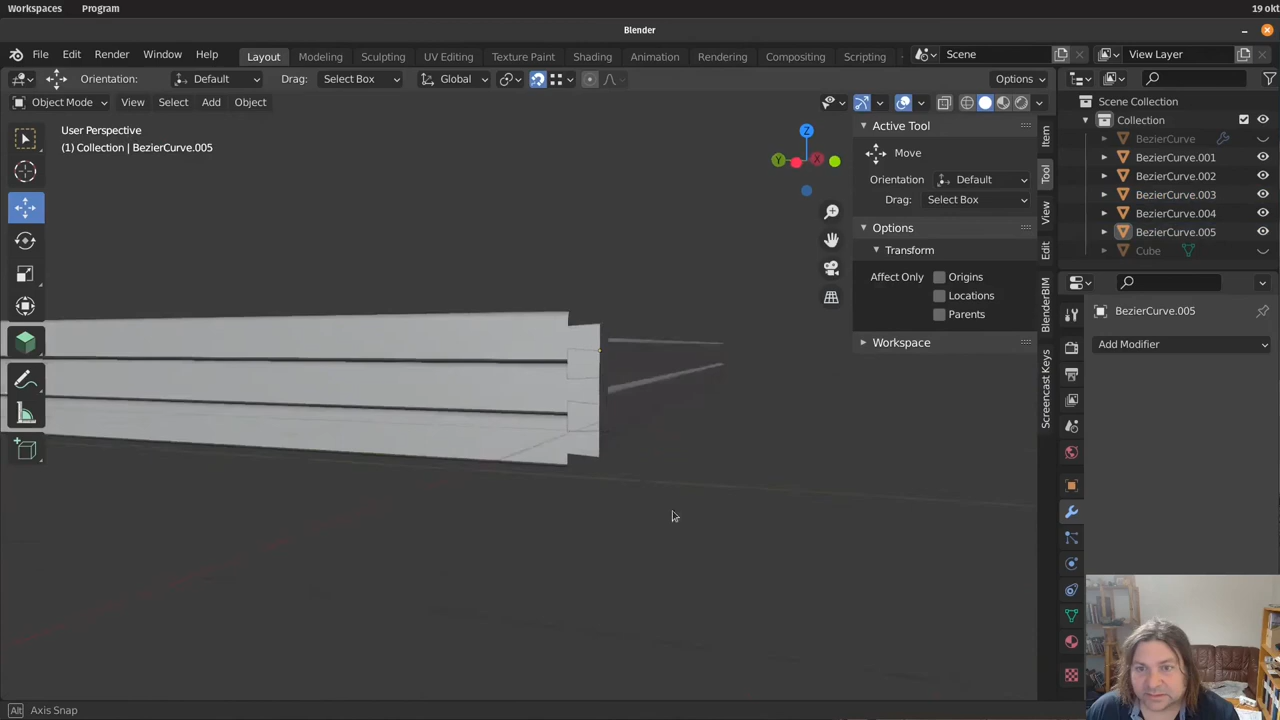 Workspaces Program 19 okt
Blender
File Edit Render Window Help Layout Modeling Sculpting UV Editing Texture Paint Shading Animation Rendering Compositing Scripting Scene View Layer
Orientation: Default Drag: Select Box Global Options
Object Mode View Select Add Object
User Perspective
(1) Collection | BezierCurve.005
Z
Y X
Active Tool
Move
Orientation Default
Drag: Select Box
Options
Transform
Affect Only Origins
Locations
Parents
Workspace
Item
Tool
View
Edit
BlenderBIM
Screencast Keys
Scene Collection
Collection
BezierCurve
BezierCurve.001
BezierCurve.002
BezierCurve.003
BezierCurve.004
BezierCurve.005
Cube
BezierCurve.005
Add Modifier
Alt Axis Snap